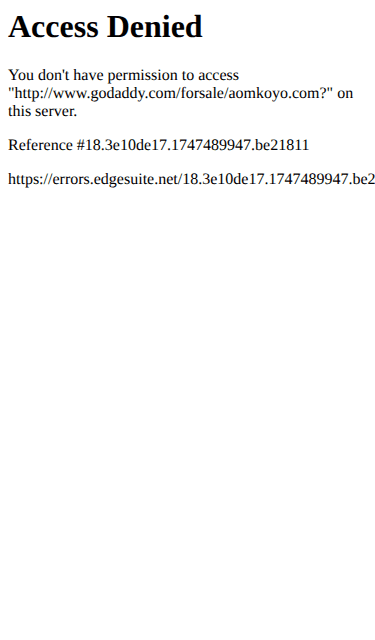 Access Denied
You don't have permission to access
"http://www.godaddy.com/forsale/aomkoyo.com?" on
this server.
Reference #18.3e10de17.1747489947.be21811
https://errors.edgesuite.net/18.3e10de17.1747489947.be2